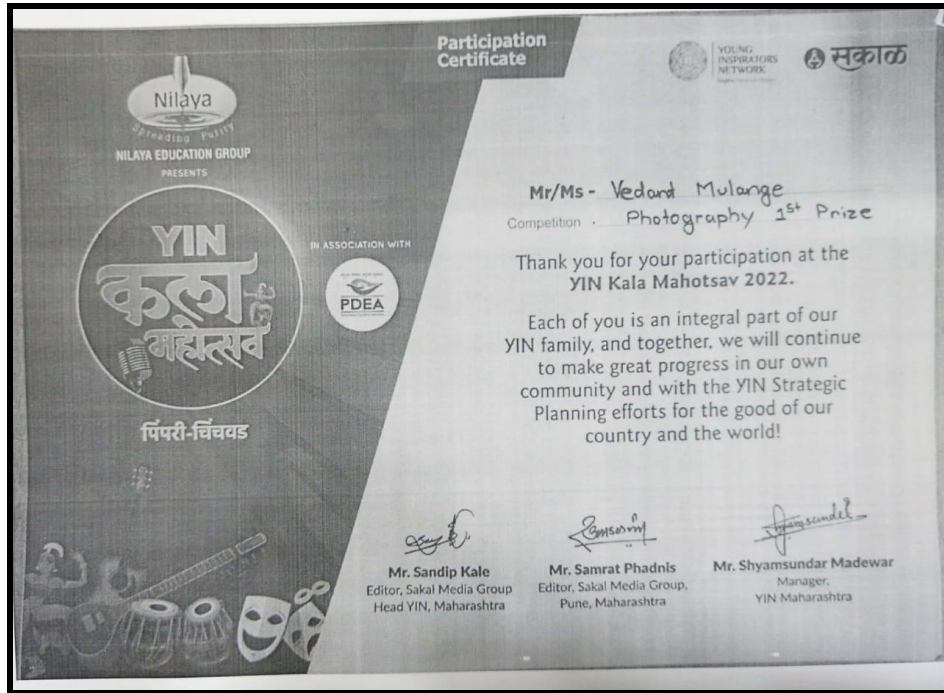 Participation
Certificate
YOUNG
INSPIRATORS
NETWORK
सकाळ
Nilaya
Spreading Purity
NILAYA EDUCATION GROUP
PRESENTS
YIN
कला
महोत्सव
पिंपरी-चिंचवड
IN ASSOCIATION WITH
PDEA
Mr/Ms - Vedant Mulange
Competition - Photography 1st Prize
Thank you for your participation at the
YIN Kala Mahotsav 2022.
Each of you is an integral part of our
YIN family, and together, we will continue
to make great progress in our own
community and with the YIN Strategic
Planning efforts for the good of our
country and the world!
Mr. Sandip Kale
Editor, Sakal Media Group
Head YIN, Maharashtra
Mr. Samrat Phadnis
Editor, Sakal Media Group,
Pune, Maharashtra
Mr. Shyamsundar Madewar
Manager,
YIN Maharashtra